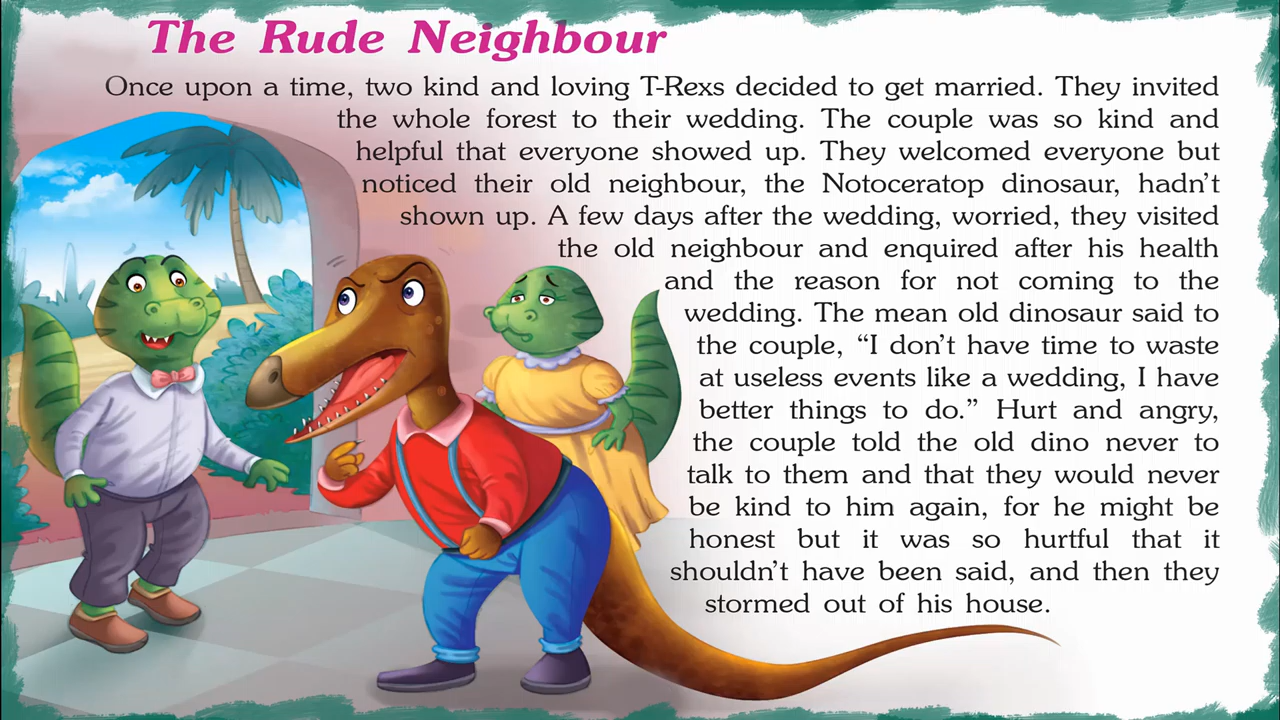 The Rude Neighbour
Once upon a time, two kind and loving T-Rexs decided to get married. They invited
the whole forest to their wedding. The couple was so kind and
helpful that everyone showed up. They welcomed everyone but
noticed their old neighbour, the Notoceratop dinosaur, hadn’t
shown up. A few days after the wedding, worried, they visited
the old neighbour and enquired after his health
and the reason for not coming to the
wedding. The mean old dinosaur said to
the couple, “I don’t have time to waste
at useless events like a wedding, I have
better things to do.” Hurt and angry,
the couple told the old dino never to
talk to them and that they would never
be kind to him again, for he might be
honest but it was so hurtful that it
shouldn’t have been said, and then they
stormed out of his house.